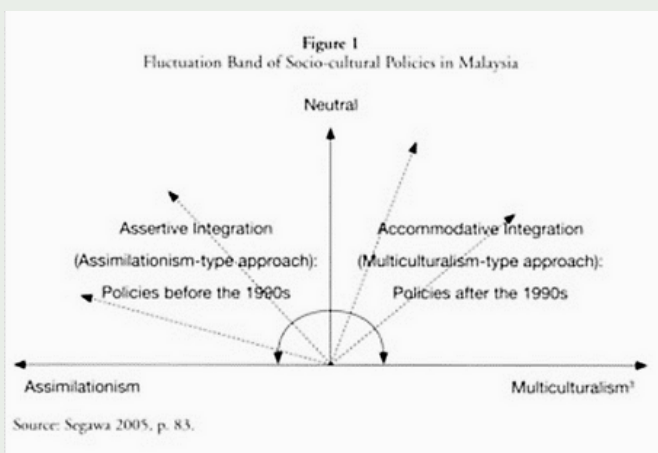 Figure 1
Fluctuation Band of Socio-cultural Policies in Malaysia
Neutral
Assertive Integration
(Assimilationism-type approach):
Policies before the 1990s
Accommodative Integration
(Multiculturalism-type approach):
Policies after the 1990s
Assimilationism
Multiculturalism³
Source: Segawa 2005, p. 83.